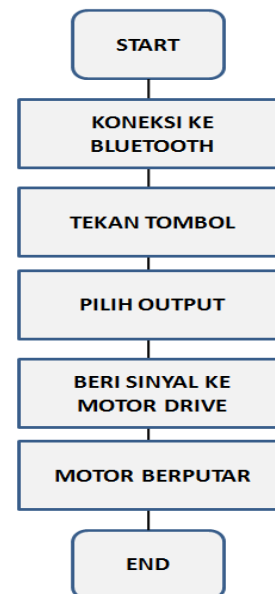 START
KONEKSI KE
BLUETOOTH
TEKAN TOMBOL
PILIH OUTPUT
BERI SINYAL KE
MOTOR DRIVE
MOTOR BERPUTAR
END